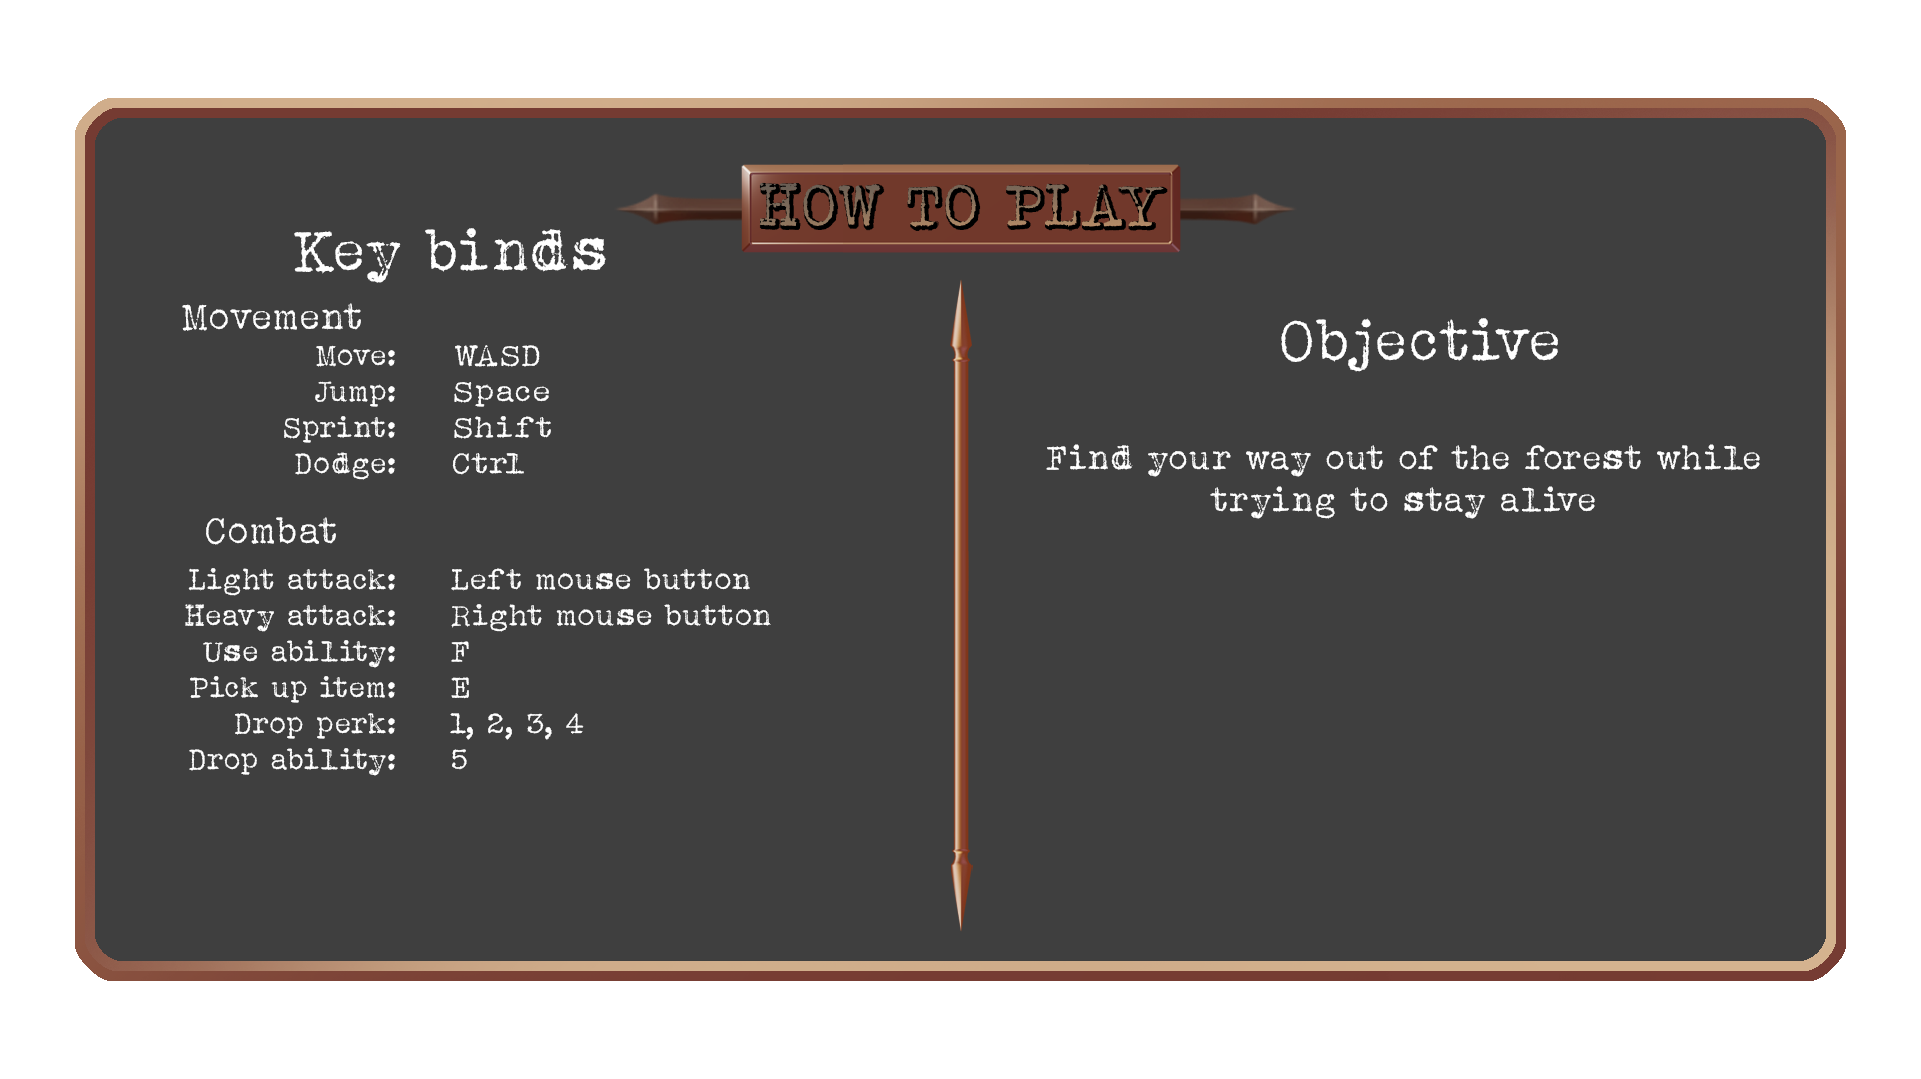 HOW TO PLAY
Key binds
Movement
Move: WASD
Jump: Space
Sprint: Shift
Dodge: Ctrl
Combat
Light attack: Left mouse button
Heavy attack: Right mouse button
Use ability: F
Pick up item: E
Drop perk: 1, 2, 3, 4
Drop ability: 5
Objective
Find your way out of the forest while
trying to stay alive